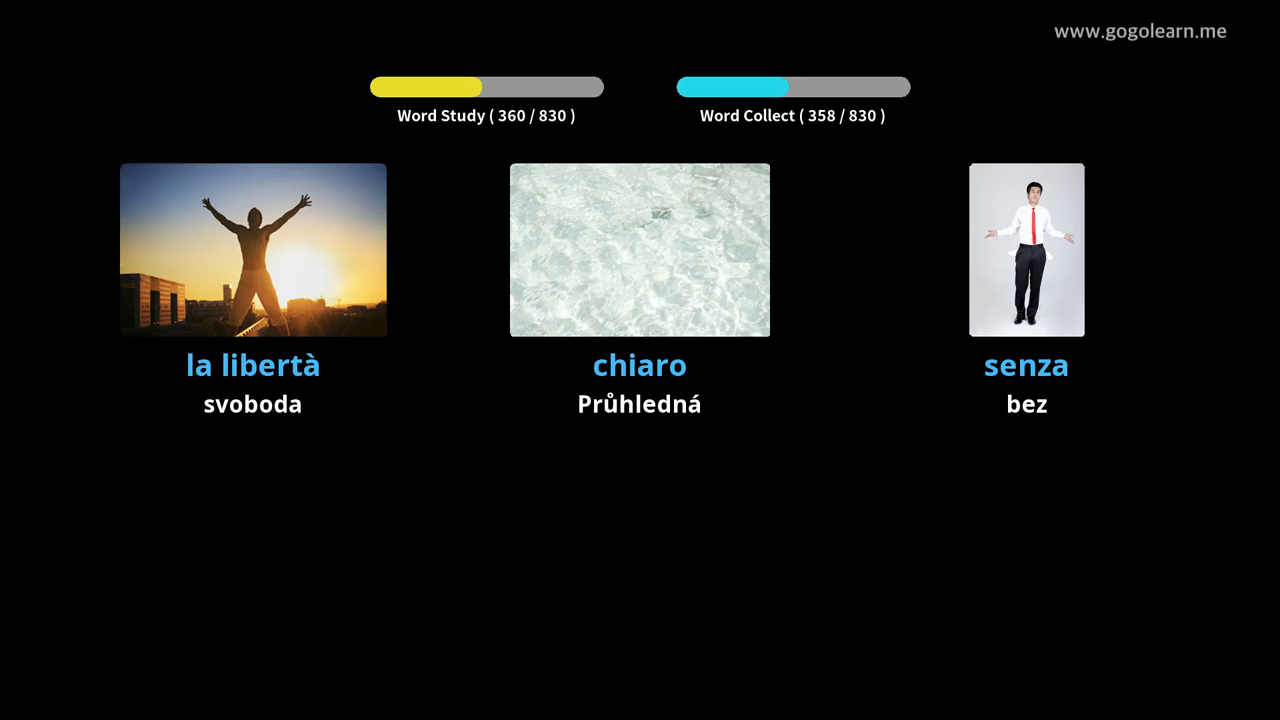 www.gogolearn.me
Word Study ( 360 / 830 )
Word Collect ( 358 / 830 )
la libertà
svoboda
chiaro
Průhledná
senza
bez